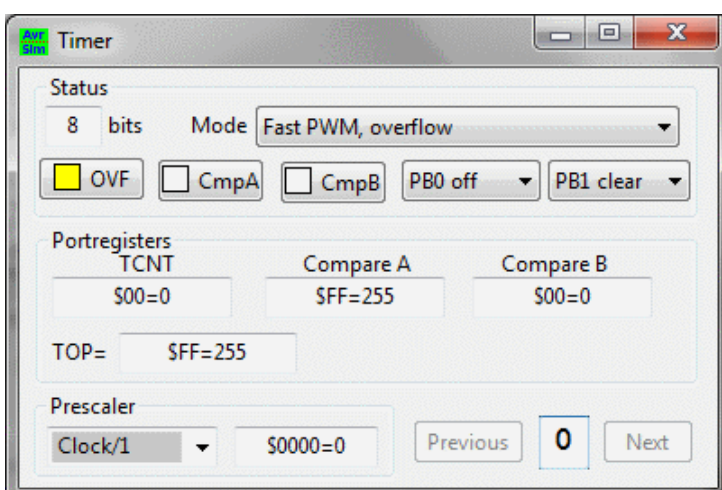 Avr Sim Timer
Status
8 bits Mode Fast PWM, overflow
OVF CmpA CmpB PB0 off PB1 clear
Portregisters
TCNT Compare A Compare B
$00=0 $FF=255 $00=0
TOP= $FF=255
Prescaler
Clock/1 $0000=0 Previous 0 Next